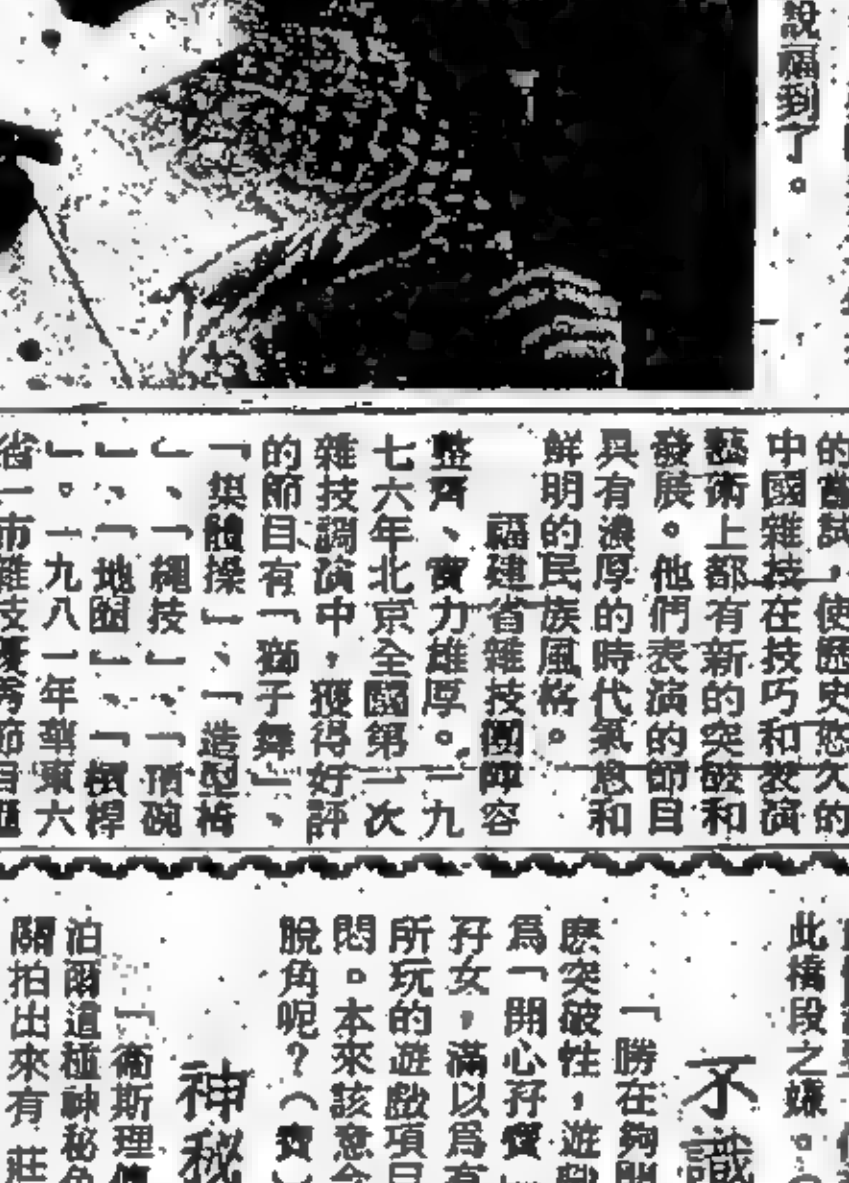 說福到了。
的嘗試,使歷史悠久的
中國雜技在技巧和表演
藝術上都有新的突破和
發展。他們表演的節目
具有濃厚的時代氣息和
鮮明的民族風格。
福建省雜技團陣容
整齊、實力雄厚。一九
七六年北京全國第一次
雜技調演中,獲得好評
的節目有「獅子舞」、
「集體操」、「造型椅
」、「繩技」、「頂碗
」、「地圈」、「槓桿
」。一九八一年華東六
省一市雜技優秀節目
此橋段之嫌。
不識
「勝在夠開
突破性,遊
爲「開心孖寶」
孖女,滿以爲有
所玩的遊戲項目
悶。本來該意念
脫角呢?(寶)
神秘
「衞斯理傳
泊爾這種神秘色
關拍出來有 莊